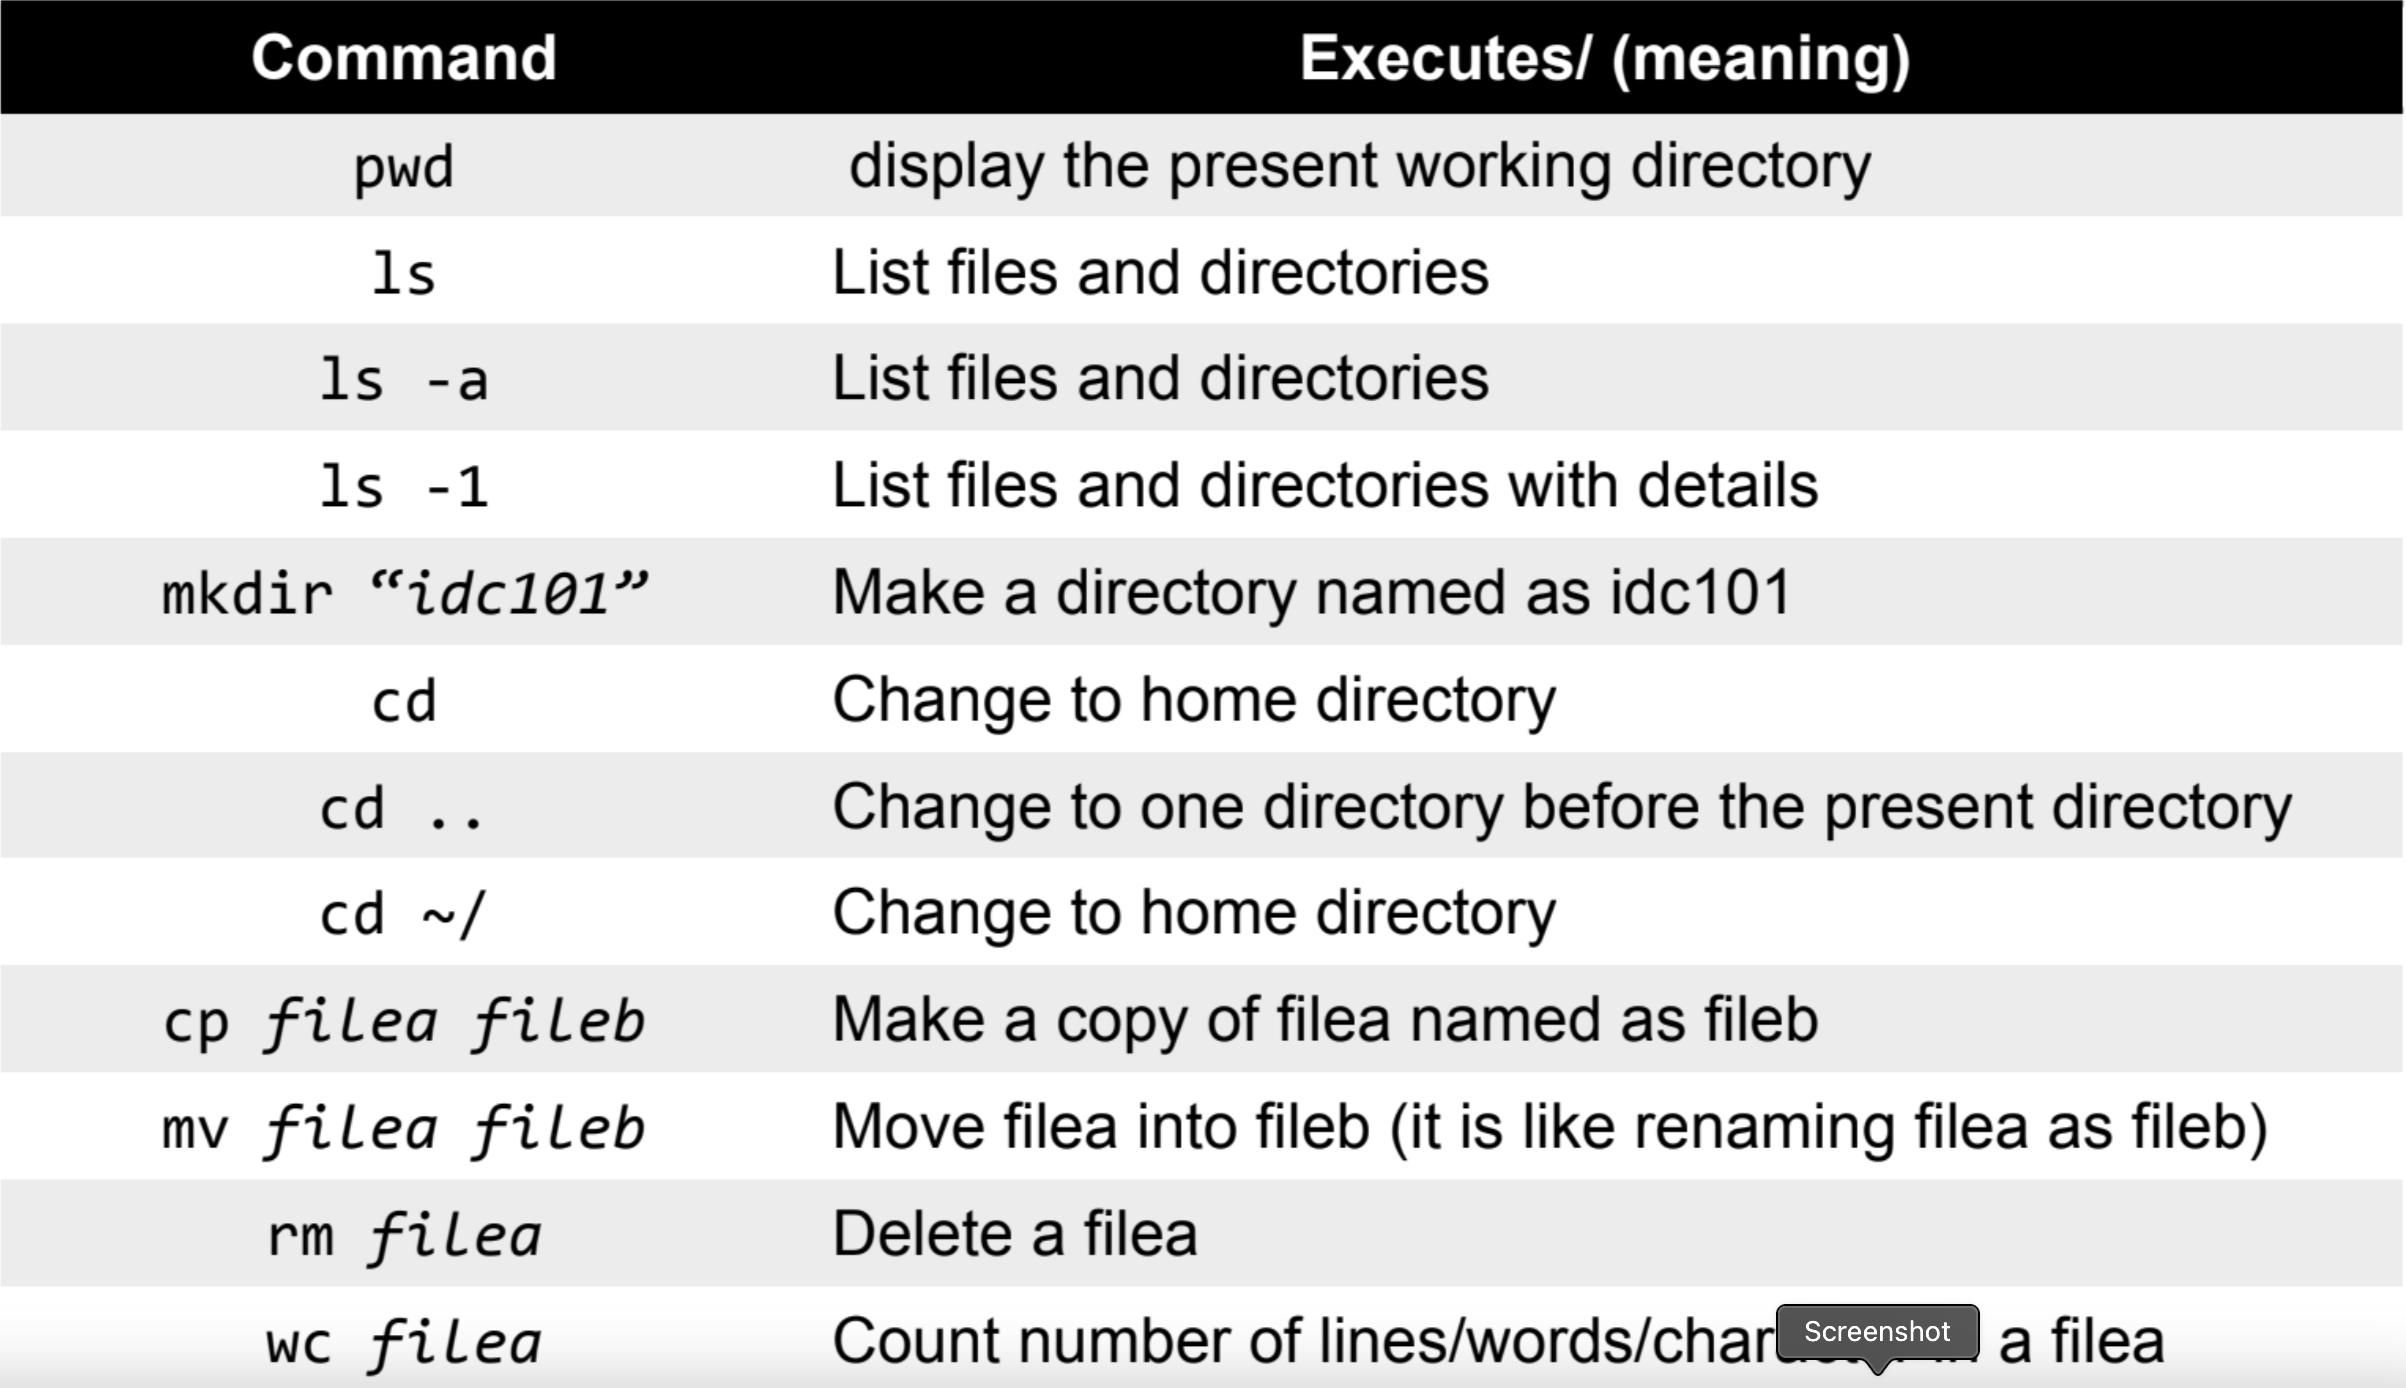 Command Executes/ (meaning)
pwd display the present working directory
ls List files and directories
ls -a List files and directories
ls -1 List files and directories with details
mkdir “idc101” Make a directory named as idc101
cd Change to home directory
cd .. Change to one directory before the present directory
cd ~/ Change to home directory
cp filea fileb Make a copy of filea named as fileb
mv filea fileb Move filea into fileb (it is like renaming filea as fileb)
rm filea Delete a filea
wc filea Count number of lines/words/ a filea
Screenshot